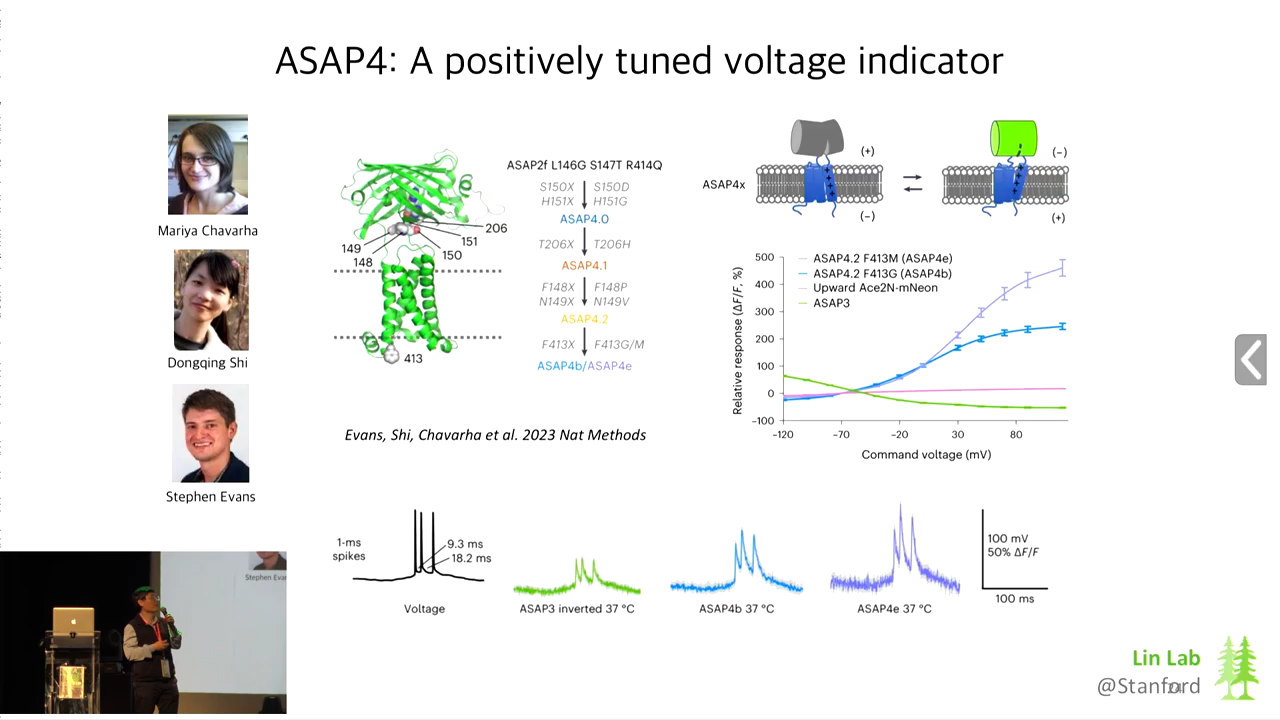 ASAP4: A positively tuned voltage indicator
Mariya Chavarha
Dongqing Shi
Stephen Evans
206
151
150
149
148
413
ASAP2f L146G S147T R414Q
S150X S150D
H151X H151G
ASAP4.0
T206X T206H
ASAP4.1
F148X F148P
N149X N149V
ASAP4.2
F413X F413G/M
ASAP4b/ASAP4e
Evans, Shi, Chavarha et al. 2023 Nat Methods
ASAP4x
(+)
(−)
(−)
(+)
Relative response (ΔF/F, %)
500
400
300
200
100
0
−100
ASAP4.2 F413M (ASAP4e)
ASAP4.2 F413G (ASAP4b)
Upward Ace2N-mNeon
ASAP3
−120 −70 −20 30 80
Command voltage (mV)
1-ms
spikes
9.3 ms
18.2 ms
Voltage
ASAP3 inverted 37 °C
ASAP4b 37 °C
ASAP4e 37 °C
100 mV
50% ΔF/F
100 ms
Lin Lab
@Stanford
Stephen Evan